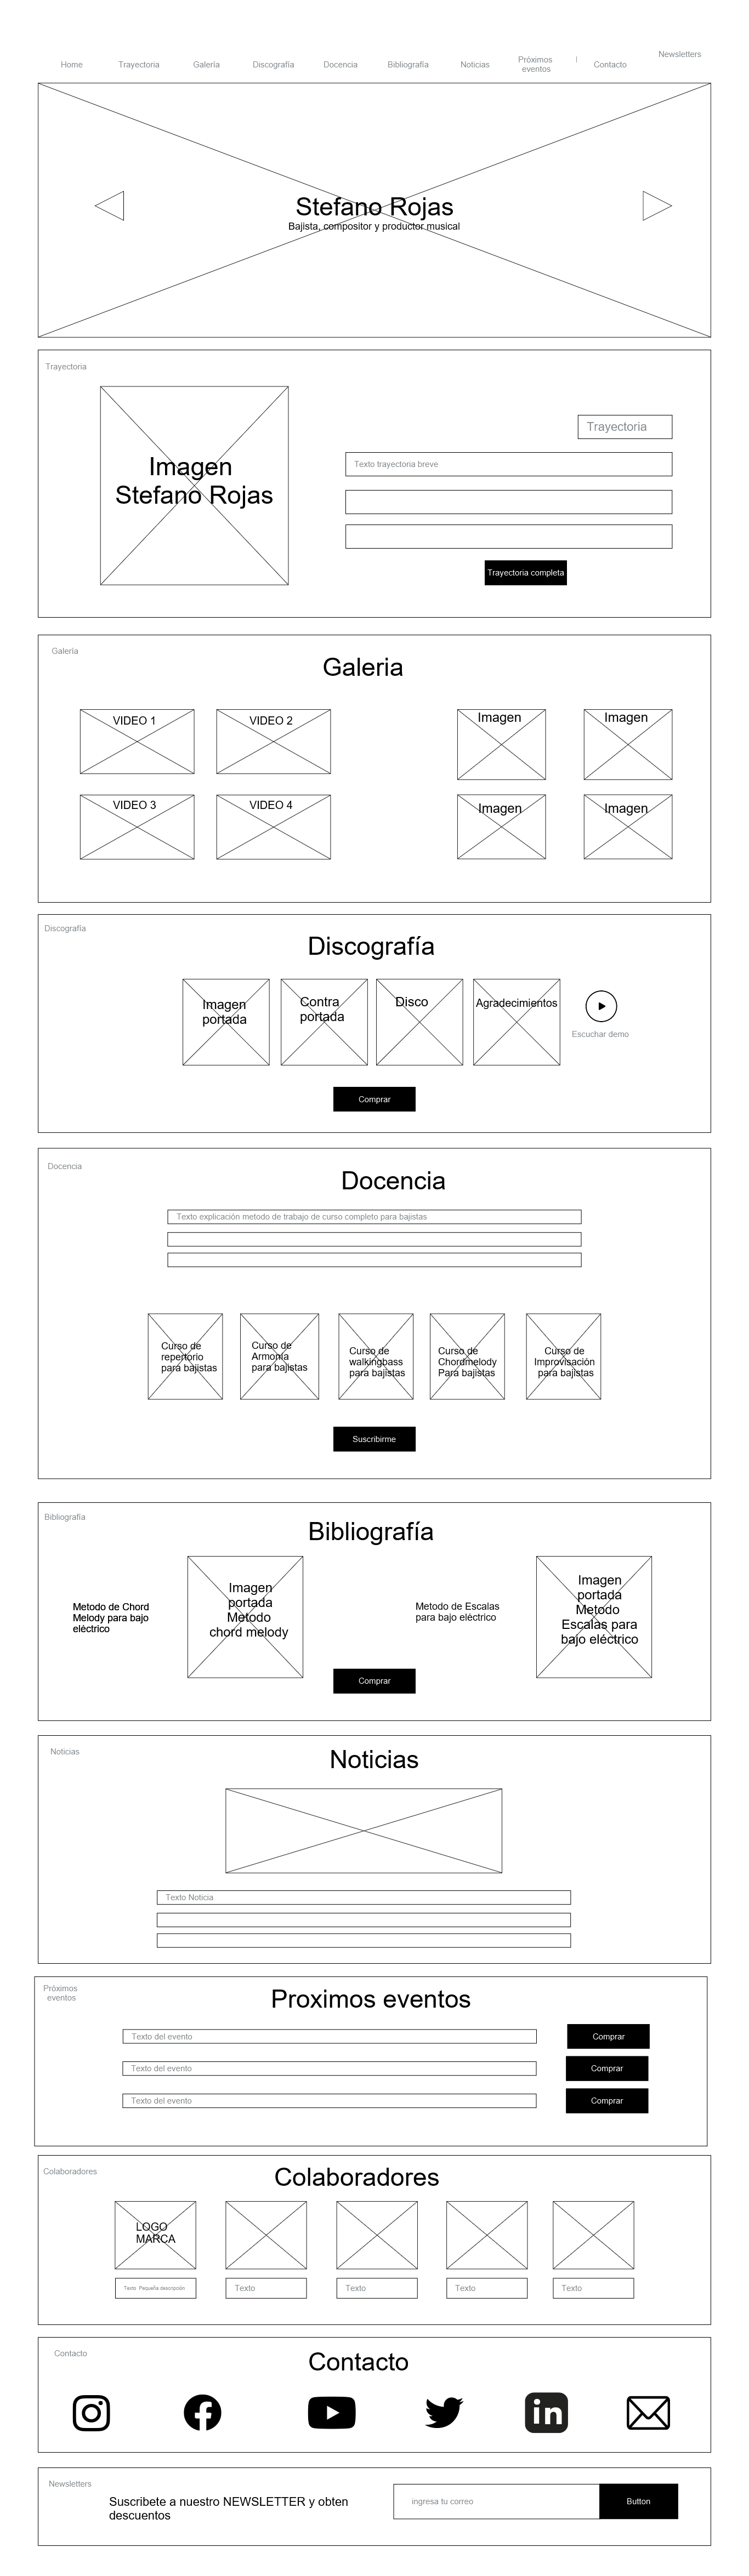 Home
Trayectoria
Galería
Discografía
Docencia
Bibliografía
Noticias
Próximos
eventos
|
Contacto
Newsletters
Stefano Rojas
Bajista, compositor y productor musical
Trayectoria
Imagen
Stefano Rojas
Trayectoria
Texto trayectoria breve
Trayectoria completa
Galería
Galeria
VIDEO 1
VIDEO 2
Imagen
Imagen
VIDEO 3
VIDEO 4
Imagen
Imagen
Discografía
Discografía
Imagen
portada
Contra
portada
Disco
Agradecimientos
Escuchar demo
Comprar
Docencia
Docencia
Texto explicación metodo de trabajo de curso completo para bajistas
Curso de
repertorio
para bajistas
Curso de
Armonía
para bajistas
Curso de
walkingbass
para bajistas
Curso de
Chordmelody
Para bajistas
Curso de
Improvisación
para bajistas
Suscribirme
Bibliografía
Bibliografía
Metodo de Chord
Melody para bajo
eléctrico
Imagen
portada
Metodo
chord melody
Metodo de Escalas
para bajo eléctrico
Imagen
portada
Metodo
Escalas para
bajo eléctrico
Comprar
Noticias
Noticias
Texto Noticia
Próximos
eventos
Proximos eventos
Texto del evento
Comprar
Texto del evento
Comprar
Texto del evento
Comprar
Colaboradores
Colaboradores
LOGO
MARCA
Texto Pequeña descripción
Texto
Texto
Texto
Texto
Contacto
Contacto
in
Newsletters
Suscribete a nuestro NEWSLETTER y obten
descuentos
ingresa tu correo
Button